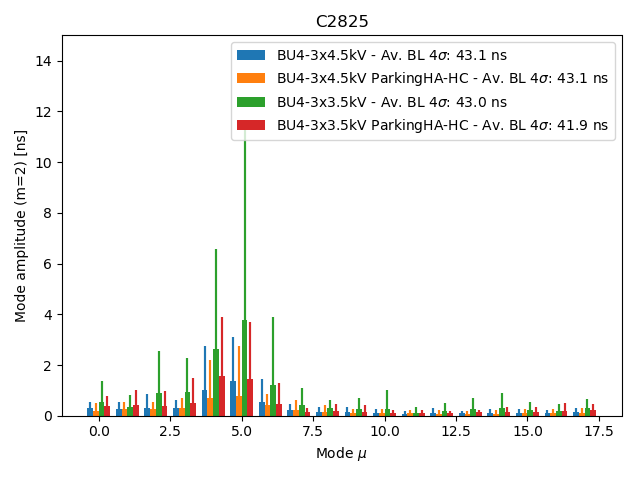 C2825
BU4-3x4.5kV - Av. BL 4σ: 43.1 ns
BU4-3x4.5kV ParkingHA-HC - Av. BL 4σ: 43.1 ns
BU4-3x3.5kV - Av. BL 4σ: 43.0 ns
BU4-3x3.5kV ParkingHA-HC - Av. BL 4σ: 41.9 ns
Mode amplitude (m=2) [ns]
14
12
10
8
6
4
2
0
0.0 2.5 5.0 7.5 10.0 12.5 15.0 17.5
Mode μ